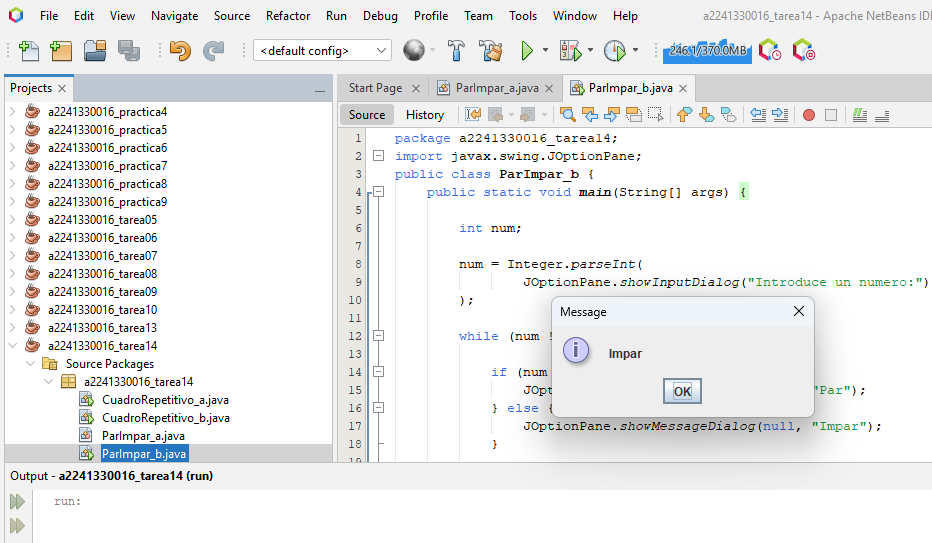 File Edit View Navigate Source Refactor Run Debug Profile Team Tools Window Help a2241330016_tarea14 - Apache NetBeans IDE
<default config> 246.1/370.0MB
Projects
Start Page ParImpar_a.java ParImpar_b.java
Source History
a2241330016_practica4
a2241330016_practica5
a2241330016_practica6
a2241330016_practica7
a2241330016_practica8
a2241330016_practica9
a2241330016_tarea05
a2241330016_tarea06
a2241330016_tarea07
a2241330016_tarea08
a2241330016_tarea09
a2241330016_tarea10
a2241330016_tarea13
a2241330016_tarea14
Source Packages
a2241330016_tarea14
CuadroRepetitivo_a.java
CuadroRepetitivo_b.java
ParImpar_a.java
ParImpar_b.java
1 package a2241330016_tarea14;
2 import javax.swing.JOptionPane;
3 public class ParImpar_b {
4 public static void main(String[] args) {
5
6 int num;
7
8 num = Integer.parseInt(
9 JOptionPane.showInputDialog("Introduce un numero:")
10 );
11
12 while (num !
13
14 if (num
15 "Par");
16 } else {
17 JOptionPane.showMessageDialog(null, "Impar");
18 }
19
Message
Impar
OK
Output - a2241330016_tarea14 (run)
run: